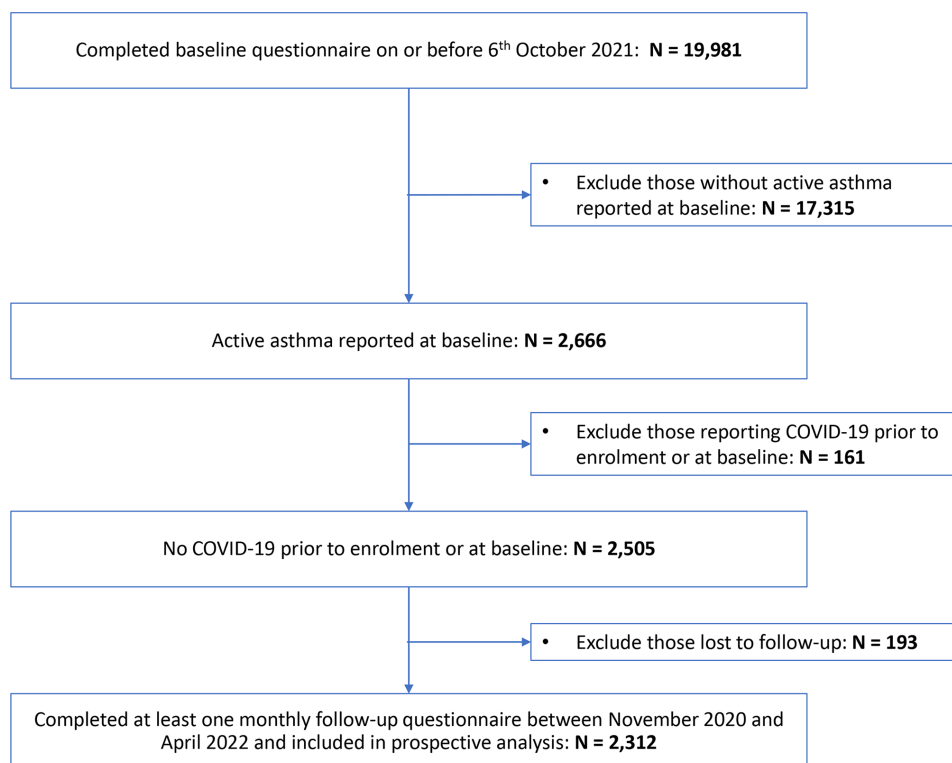 Completed baseline questionnaire on or before 6th October 2021: N = 19,981
• Exclude those without active asthma
reported at baseline: N = 17,315
Active asthma reported at baseline: N = 2,666
• Exclude those reporting COVID-19 prior to
enrolment or at baseline: N = 161
No COVID-19 prior to enrolment or at baseline: N = 2,505
• Exclude those lost to follow-up: N = 193
Completed at least one monthly follow-up questionnaire between November 2020 and
April 2022 and included in prospective analysis: N = 2,312